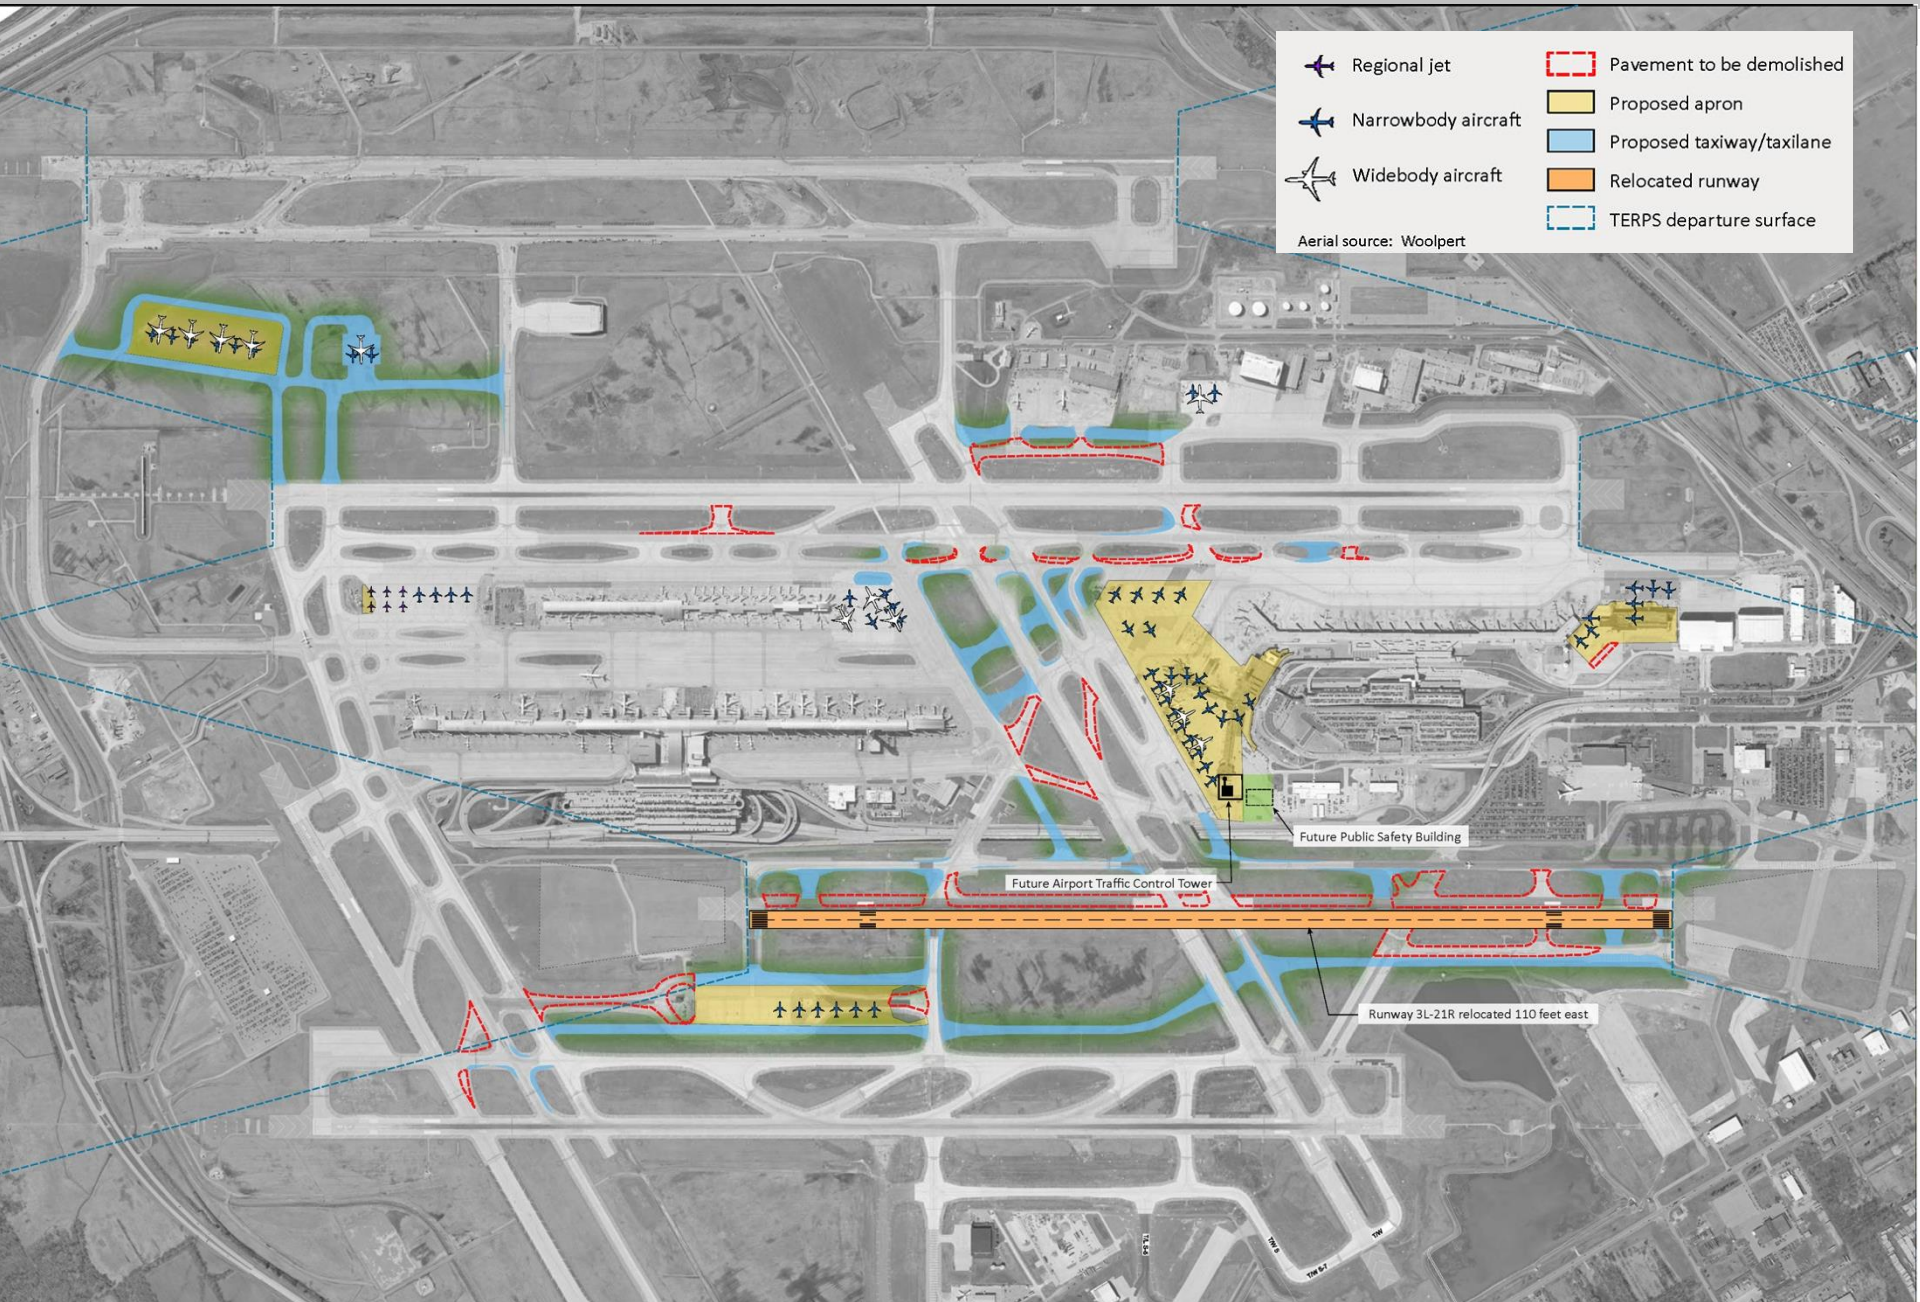 Regional jet
Narrowbody aircraft
Widebody aircraft
Aerial source: Woolpert
Pavement to be demolished
Proposed apron
Proposed taxiway/taxilane
Relocated runway
TERPS departure surface
Future Public Safety Building
Future Airport Traffic Control Tower
Runway 3L-21R relocated 110 feet east
T/W S
T/W S-7
T/W